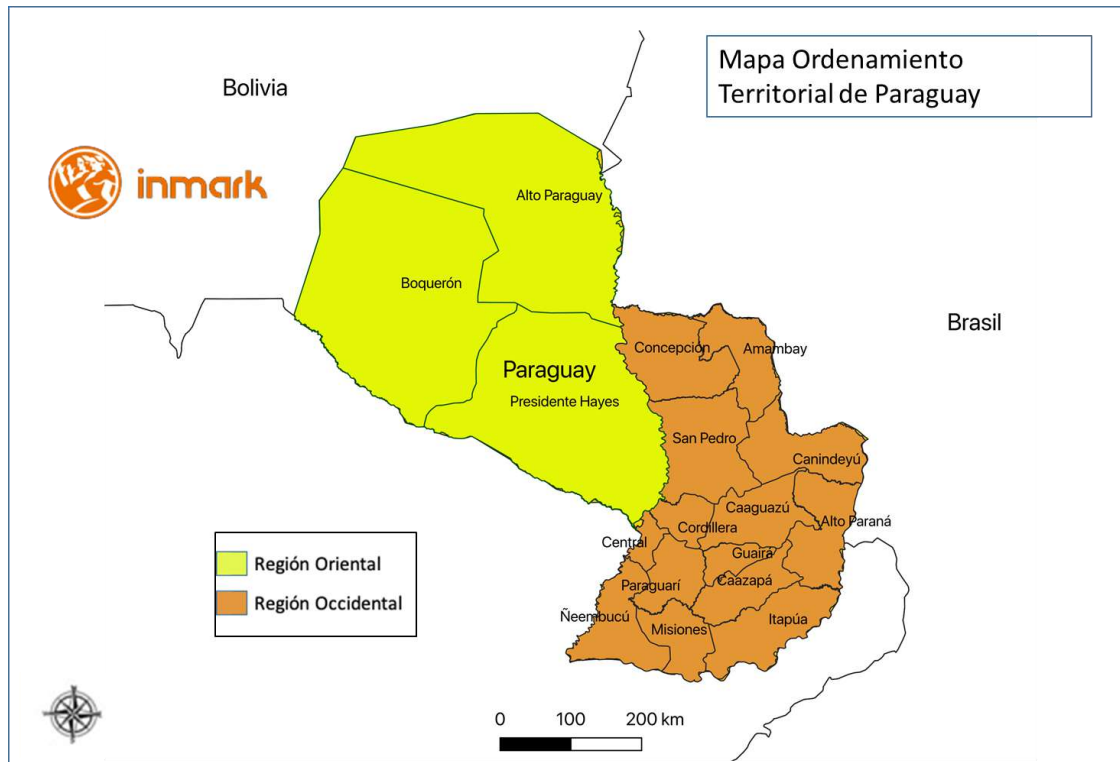 Mapa Ordenamiento
Territorial de Paraguay
Bolivia
inmark
Alto Paraguay
Boquerón
Brasil
Concepción
Amambay
Paraguay
Presidente Hayes
San Pedro
Canindeyú
Caaguazú
Alto Paraná
Cordillera
Central
Guairá
Región Oriental
Paraguarí
Caazapá
Región Occidental
Ñeembucú
Misiones
Itapúa
0 100 200 km